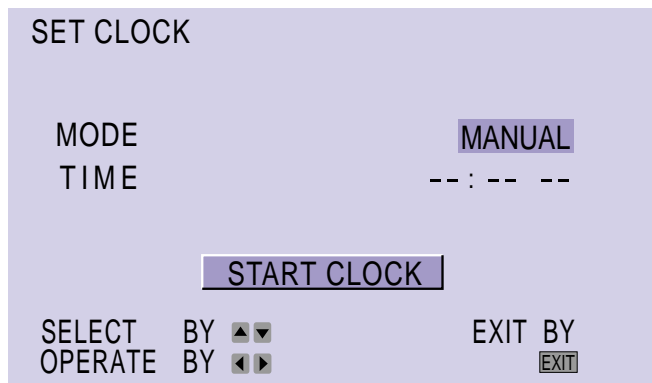 SET CLOCK
MODE MANUAL
TIME --:-- --
START CLOCK
SELECT BY ▲▼ EXIT BY
OPERATE BY ◀▶ EXIT